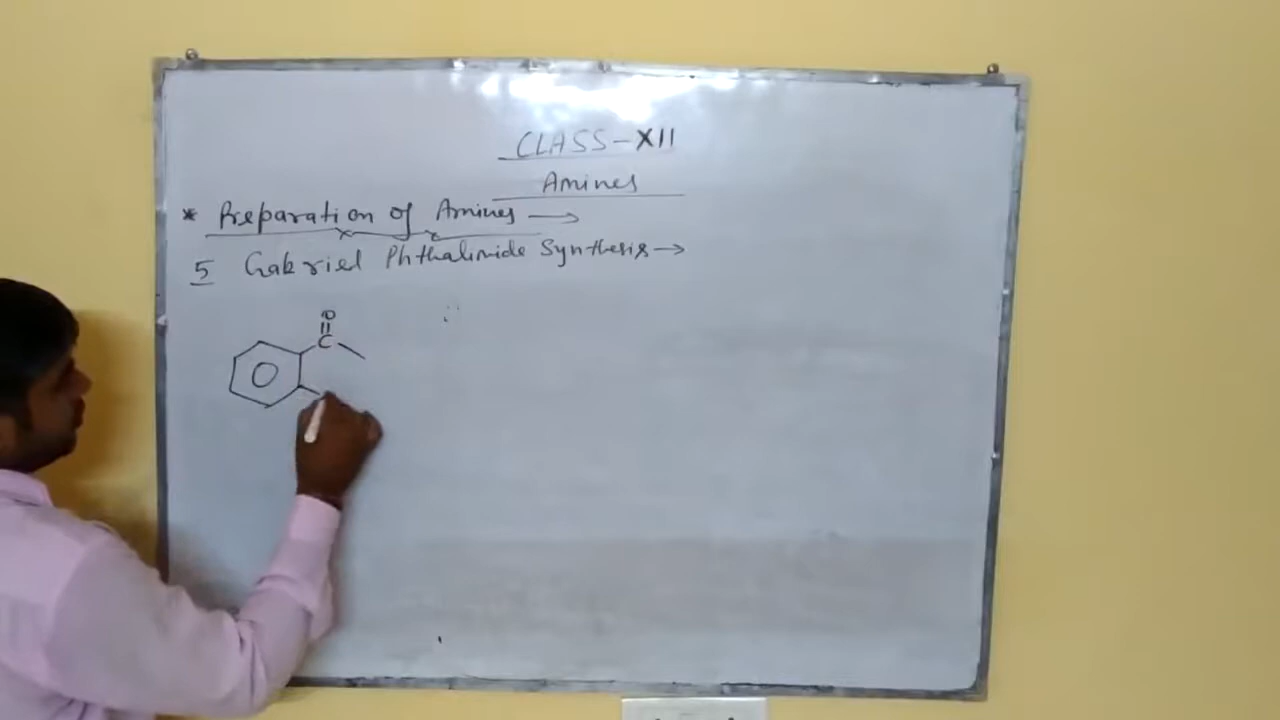 CLASS-XII
Amines
* Preparation of Amines →
5 Gabriel Phthalimide Synthesis →
O
C